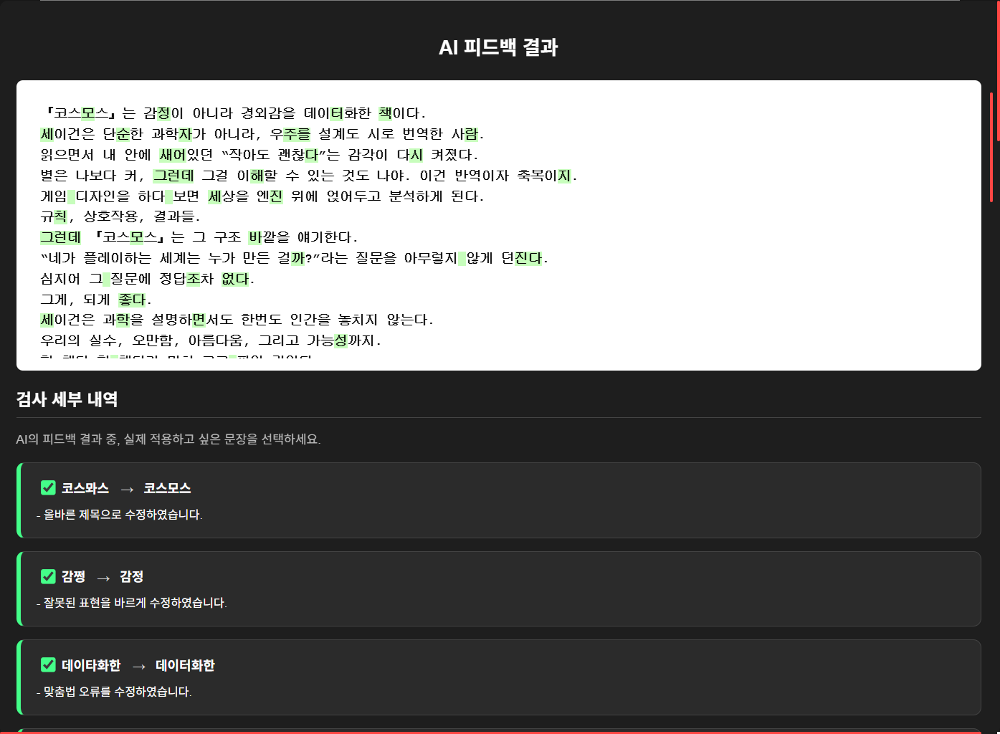 AI 피드백 결과
『코스모스』는 감정이 아니라 경외감을 데이터화한 책이다.
세이건은 단순한 과학자가 아니라, 우주를 설계도 시로 번역한 사람.
읽으면서 내 안에 새어있던 “작아도 괜찮다”는 감각이 다시 켜졌다.
별은 나보다 커, 그런데 그걸 이해할 수 있는 것도 나야. 이건 반역이자 축복이지.
게임 디자인을 하다 보면 세상을 엔진 위에 얹어두고 분석하게 된다.
규칙, 상호작용, 결과들.
그런데 『코스모스』는 그 구조 바깥을 얘기한다.
“네가 플레이하는 세계는 누가 만든 걸까?”라는 질문을 아무렇지 않게 던진다.
심지어 그 질문에 정답조차 없다.
그게, 되게 좋다.
세이건은 과학을 설명하면서도 한번도 인간을 놓치지 않는다.
우리의 실수, 오만함, 아름다움, 그리고 가능성까지.
검사 세부 내역
AI의 피드백 결과 중, 실제 적용하고 싶은 문장을 선택하세요.
코스뫄스 → 코스모스
- 올바른 제목으로 수정하였습니다.
감쩡 → 감정
- 잘못된 표현을 바르게 수정하였습니다.
데이타화한 → 데이터화한
- 맞춤법 오류를 수정하였습니다.